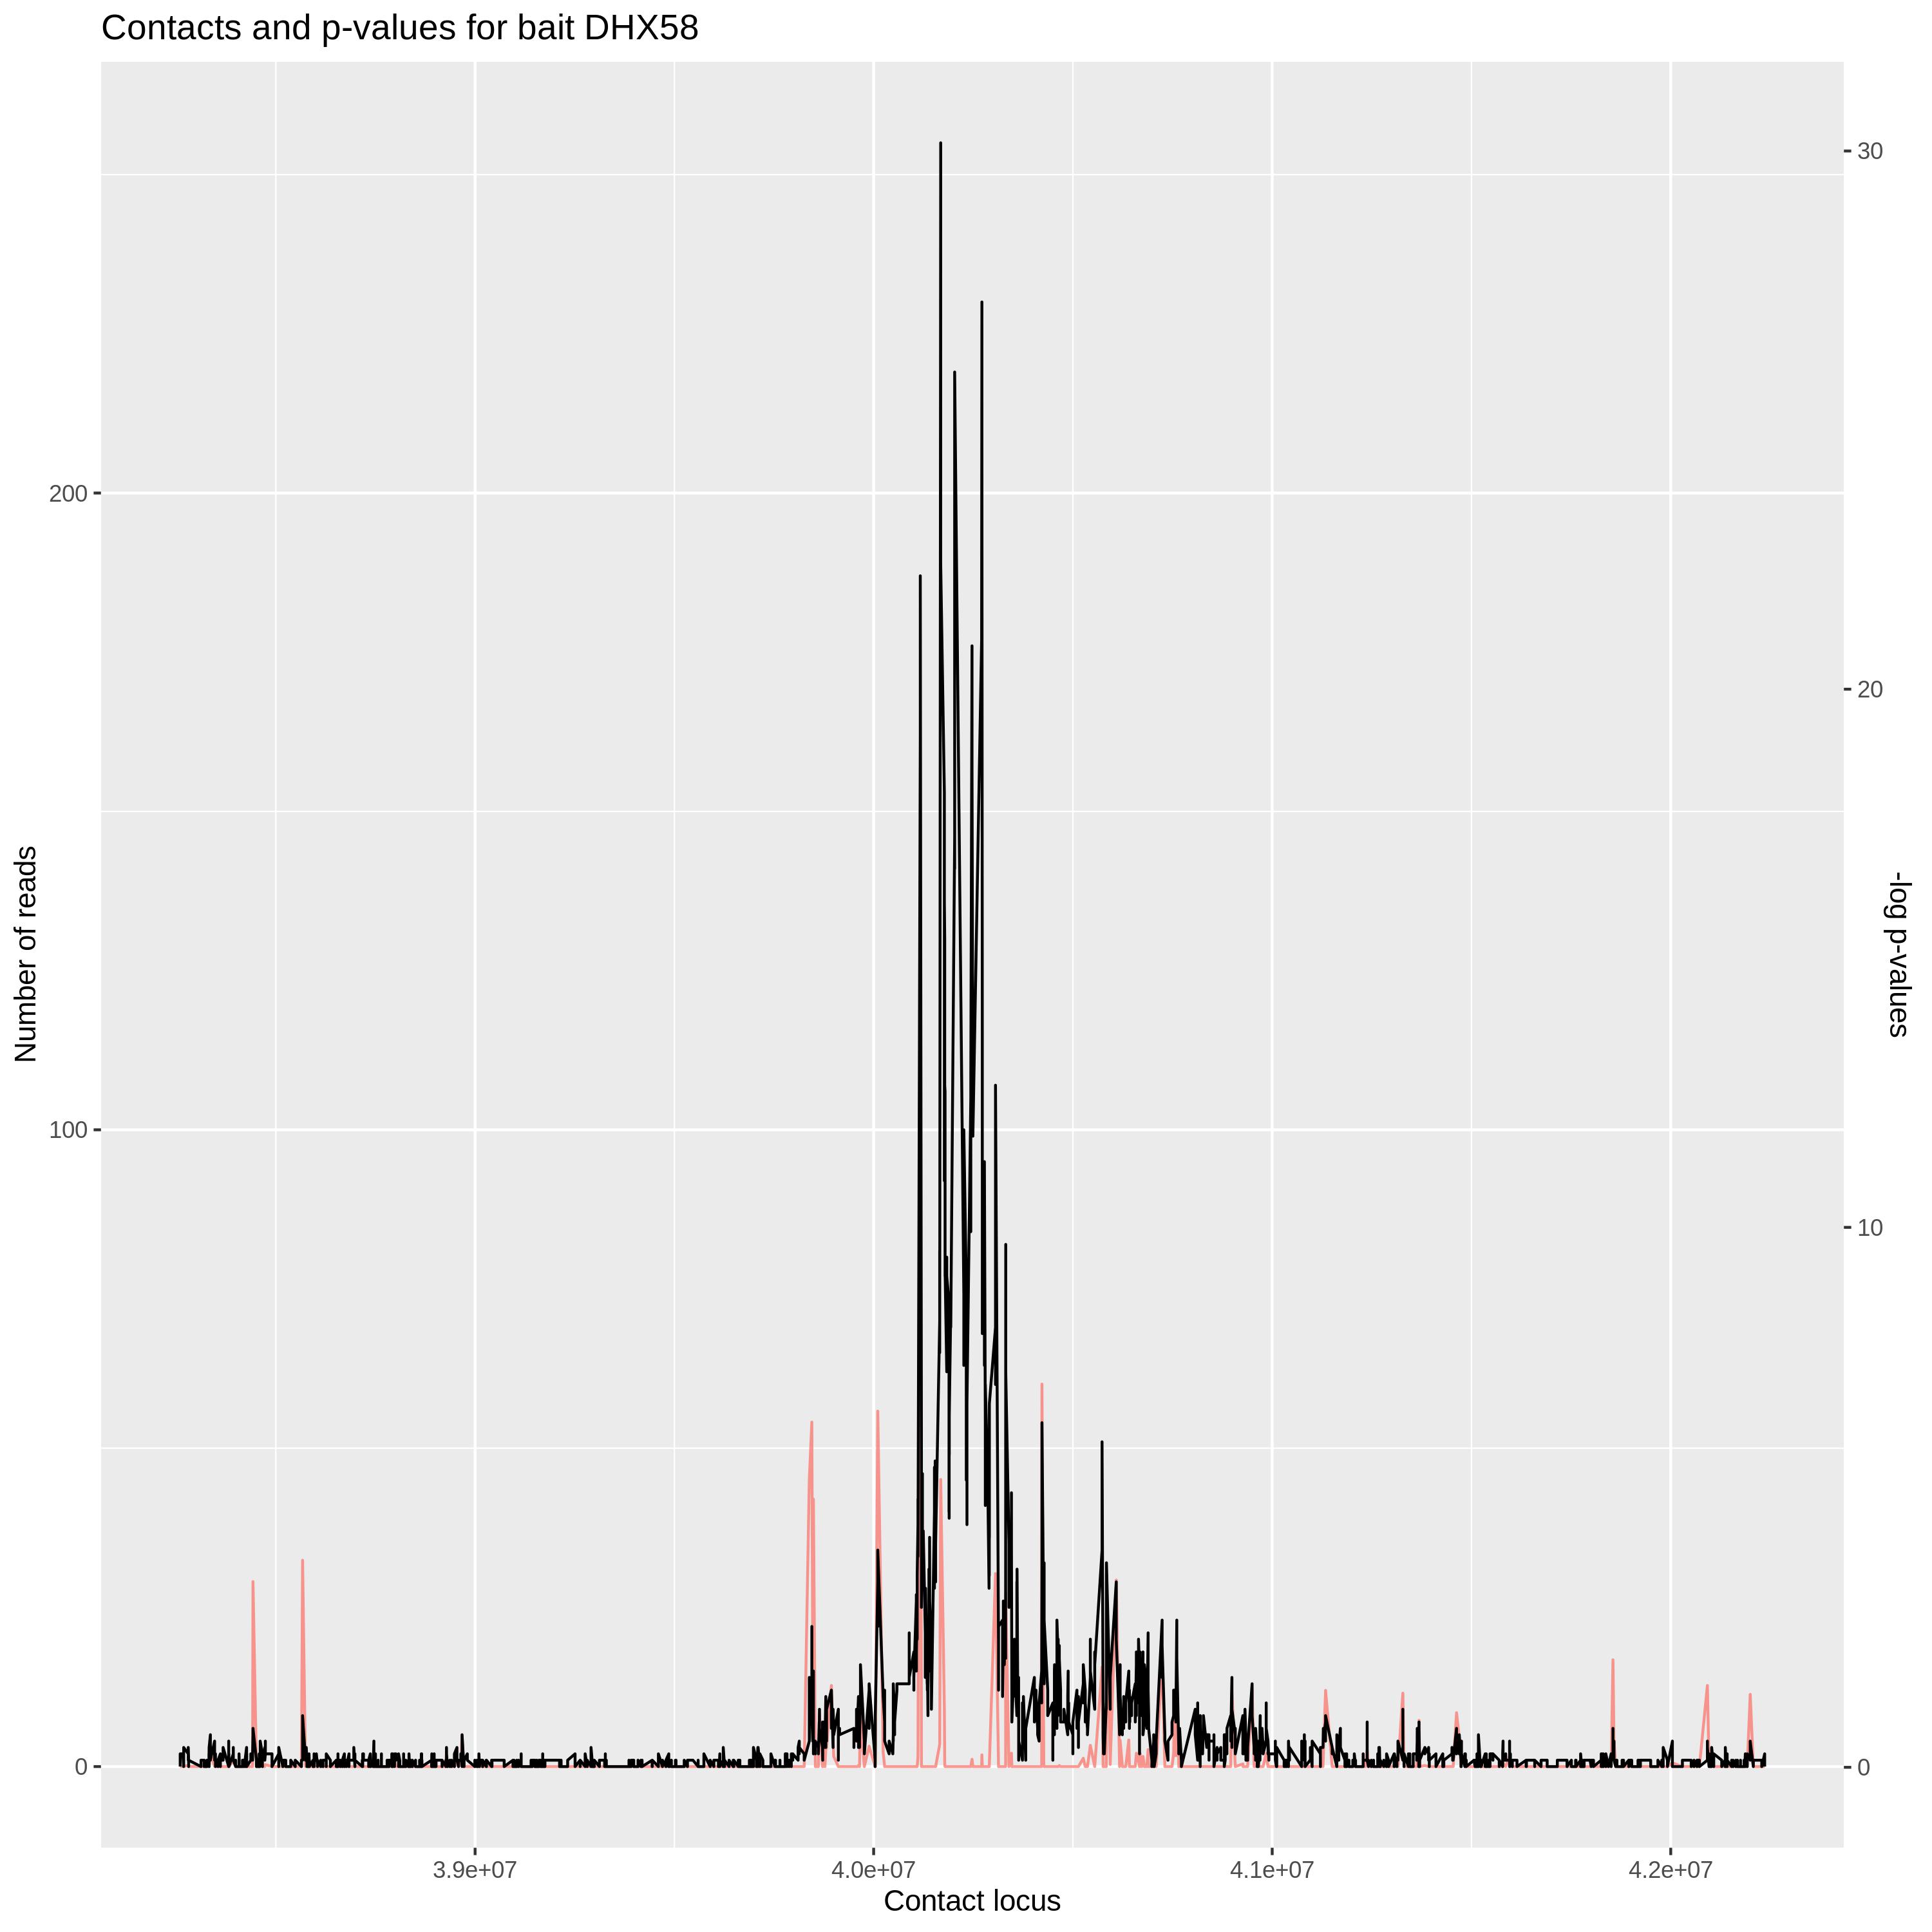 Contacts and p-values for bait DHX58
Number of reads
200
100
0
30
20
10
0
-log p-values
3.9e+07
4.0e+07
4.1e+07
4.2e+07
Contact locus